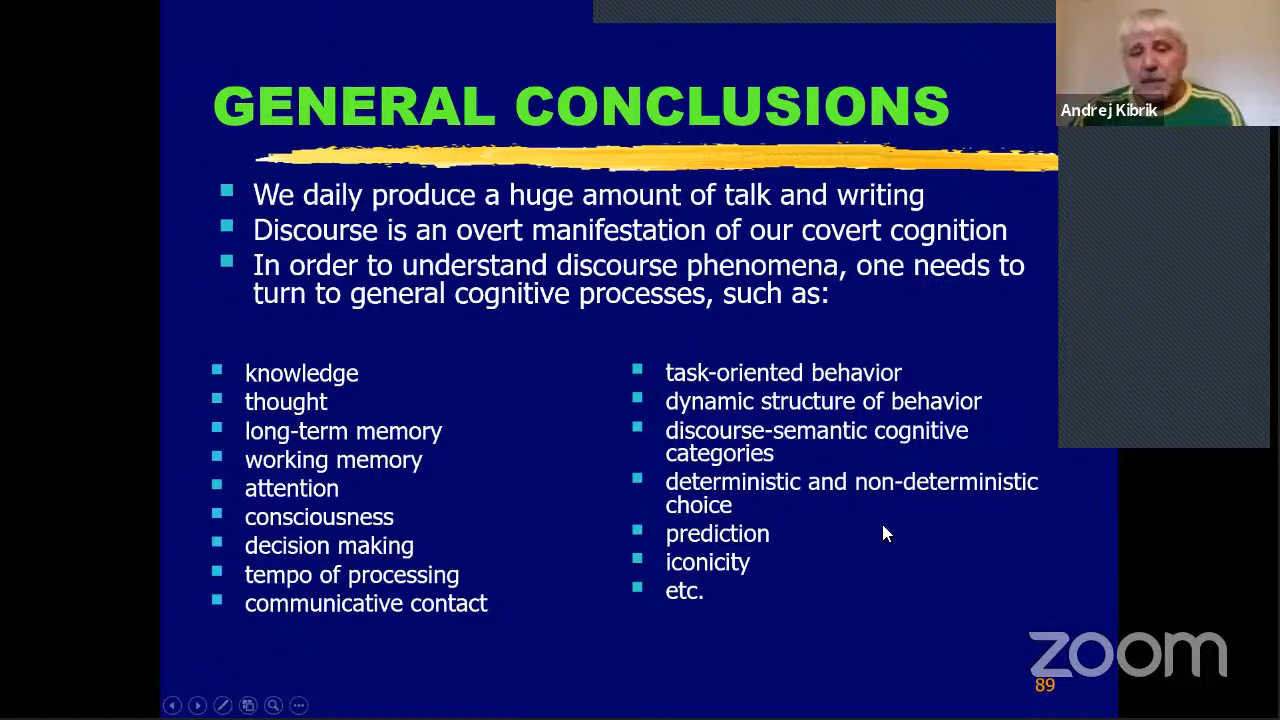 GENERAL CONCLUSIONS
Andrej Kibrik
We daily produce a huge amount of talk and writing
Discourse is an overt manifestation of our covert cognition
In order to understand discourse phenomena, one needs to
turn to general cognitive processes, such as:
knowledge
thought
long-term memory
working memory
attention
consciousness
decision making
tempo of processing
communicative contact
task-oriented behavior
dynamic structure of behavior
discourse-semantic cognitive
categories
deterministic and non-deterministic
choice
prediction
iconicity
etc.
zoom
89